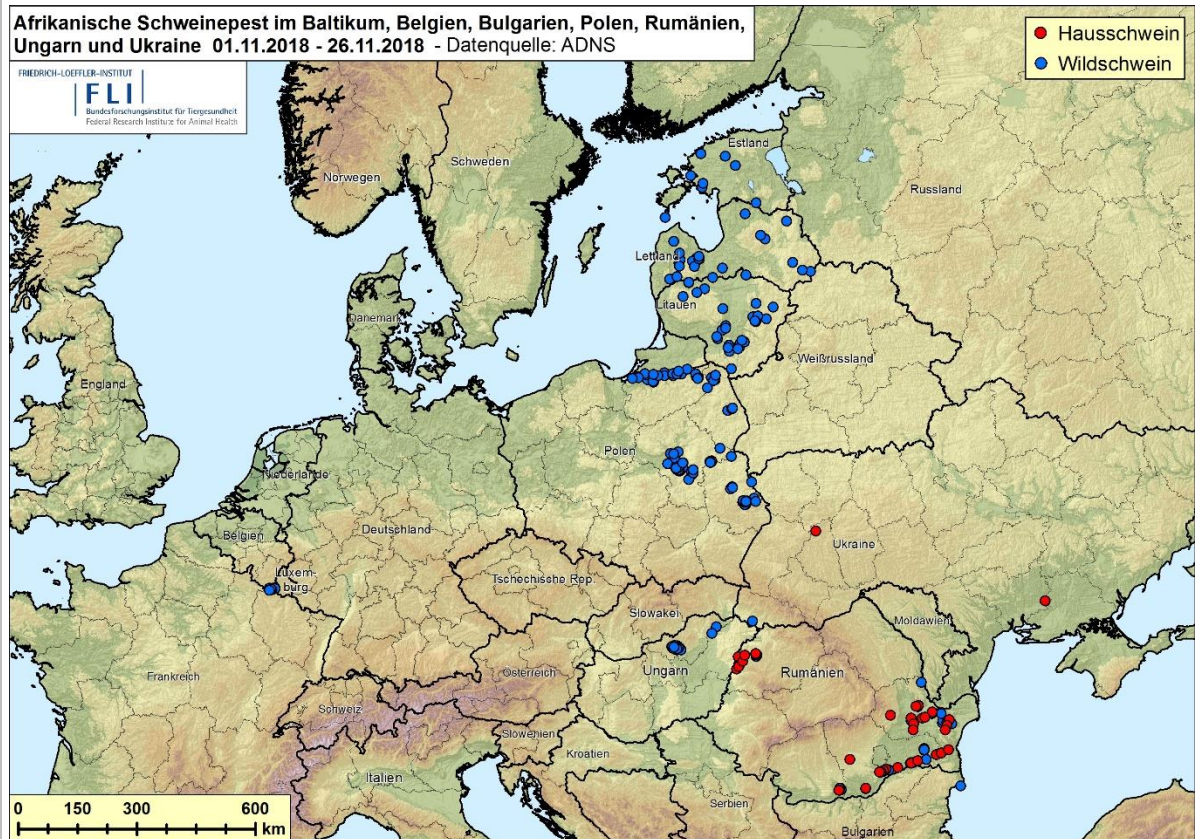 Afrikanische Schweinepest im Baltikum, Belgien, Bulgarien, Polen, Rumänien,
Ungarn und Ukraine 01.11.2018 - 26.11.2018 - Datenquelle: ADNS
Hausschwein
Wildschwein
FRIEDRICH-LOEFFLER-INSTITUT
FLI
Bundesforschungsinstitut für Tiergesundheit
Federal Research Institute for Animal Health
Estland
Schweden
Norwegen
Russland
Lettland
Litauen
Dänemark
Weißrussland
England
Polen
Niederlande
Deutschland
Belgien
Ukraine
Luxem-
burg
Tschechische Rep.
Slowakei
Moldawien
Frankreich
Österreich
Ungarn
Rumänien
Schweiz
Slowenien
Kroatien
Italien
Serbien
Bulgarien
0 150 300 600
km